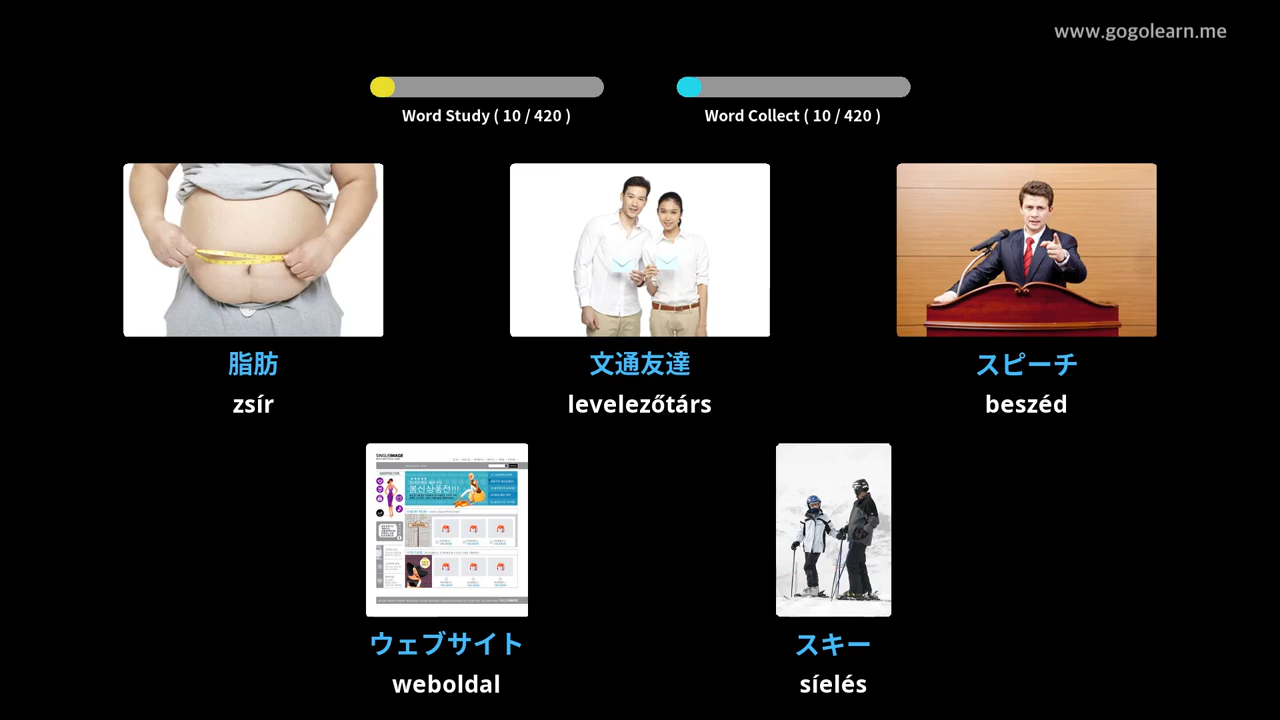 www.gogolearn.me
Word Study ( 10 / 420 )
Word Collect ( 10 / 420 )
脂肪
zsír
文通友達
levelezőtárs
スピーチ
beszéd
ウェブサイト
weboldal
スキー
síelés